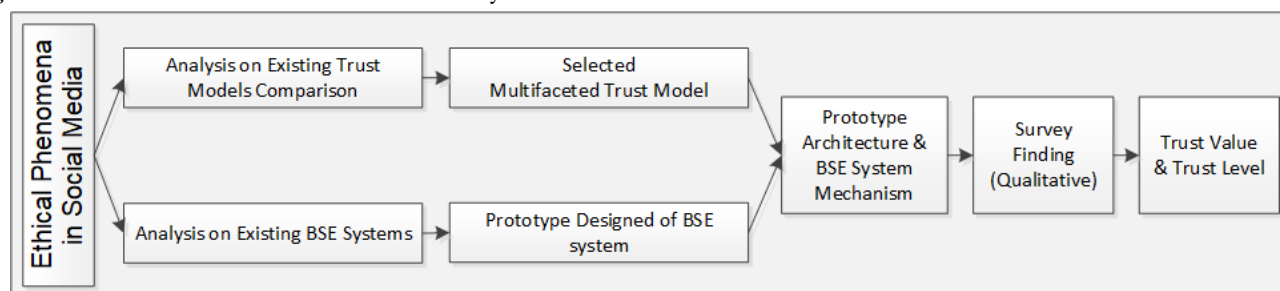 Ethical Phenomena
in Social Media
Analysis on Existing Trust
Models Comparison
Selected
Multifaceted Trust Model
Analysis on Existing BSE Systems
Prototype Designed of BSE
system
Prototype
Architecture &
BSE System
Mechanism
Survey
Finding
(Qualitative)
Trust Value
& Trust Level